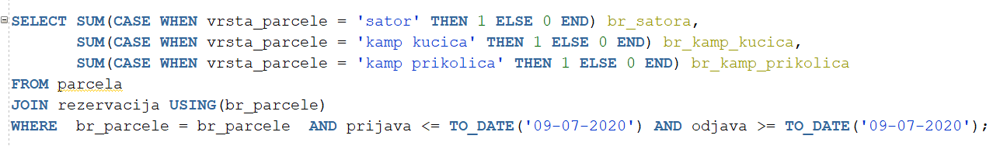 SELECT SUM(CASE WHEN vrsta_parcele = 'sator' THEN 1 ELSE 0 END) br_satora,
SUM(CASE WHEN vrsta_parcele = 'kamp kucica' THEN 1 ELSE 0 END) br_kamp_kucica,
SUM(CASE WHEN vrsta_parcele = 'kamp prikolica' THEN 1 ELSE 0 END) br_kamp_prikolica
FROM parcela
JOIN rezervacija USING(br_parcele)
WHERE  br_parcele = br_parcele  AND prijava <= TO_DATE('09-07-2020') AND odjava >= TO_DATE('09-07-2020');